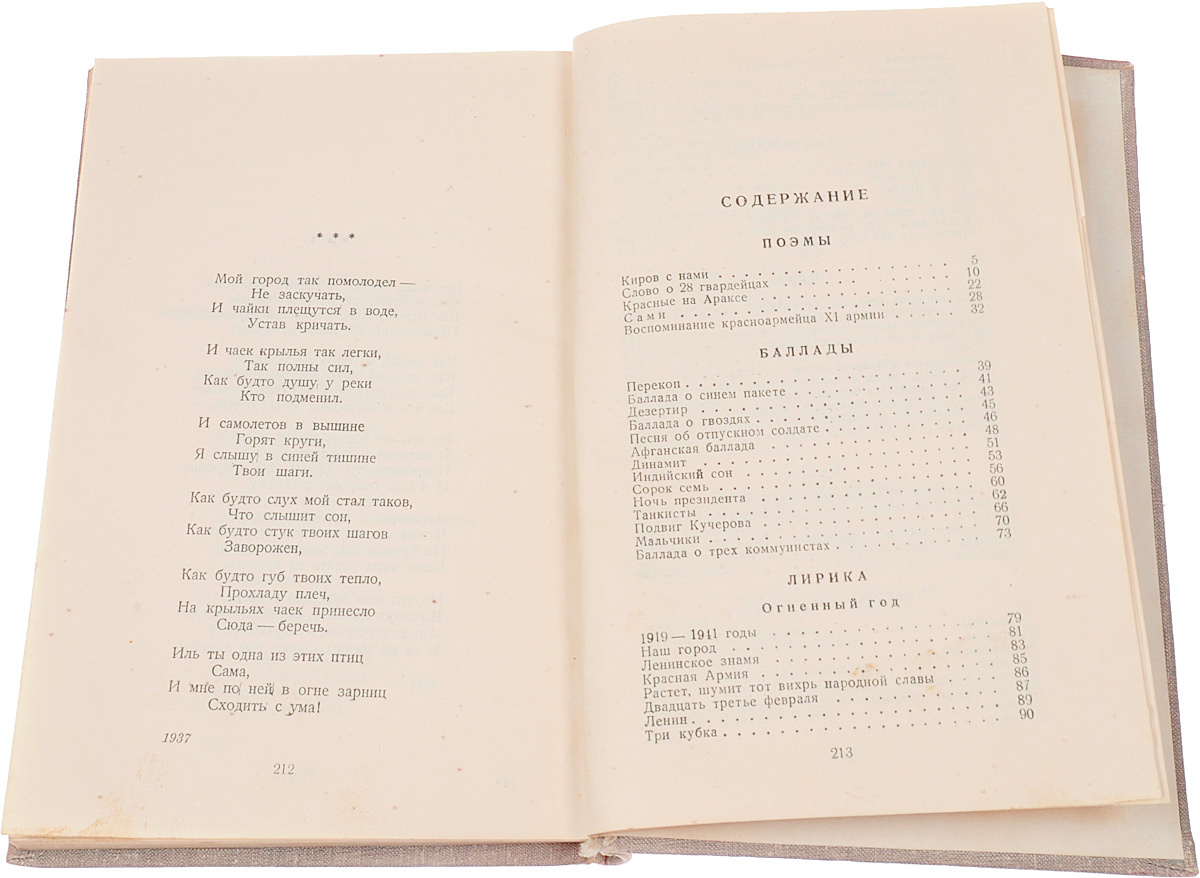 * * *
Мой город так помолодел —
Не заскучать,
И чайки плещутся в воде,
Устав кричать.
И чаек крылья так легки,
Так полны сил,
Как будто душу у реки
Кто подменил.
И самолетов в вышине
Горят круги,
Я слышу в синей тишине
Твои шаги.
Как будто слух мой стал таков,
Что слышит сон,
Как будто стук твоих шагов
Заворожен,
Как будто губ твоих тепло,
Прохладу плеч,
На крыльях чаек принесло
Сюда — беречь.
Иль ты одна из этих птиц
Сама,
И мне по ней в огне зарниц
Сходить с ума!
1937
212
СОДЕРЖАНИЕ
ПОЭМЫ
Киров с нами . . . . . . . . . . . . . . . . 5
Слово о 28 гвардейцах . . . . . . . . . . . 10
Красные на Араксе . . . . . . . . . . . . . 22
Сами . . . . . . . . . . . . . . . . . . 28
Воспоминание красноармейца XI армии . . . . . 32
БАЛЛАДЫ
Перекоп . . . . . . . . . . . . . . . . . 39
Баллада о синем пакете . . . . . . . . . . . 41
Дезертир . . . . . . . . . . . . . . . . . 43
Баллада о гвоздях . . . . . . . . . . . . . 45
Песня об отпускном солдате . . . . . . . . . 46
Афганская баллада . . . . . . . . . . . . . 48
Динамит . . . . . . . . . . . . . . . . . 51
Индийский сон . . . . . . . . . . . . . . . 53
Сорок семь . . . . . . . . . . . . . . . . 56
Ночь президента . . . . . . . . . . . . . . 60
Танкисты . . . . . . . . . . . . . . . . . 62
Подвиг Кучерова . . . . . . . . . . . . . . 66
Мальчики . . . . . . . . . . . . . . . . . 70
Баллада о трех коммунистах . . . . . . . . . 73
ЛИРИКА
Огненный год
1919 — 1941 годы . . . . . . . . . . . . . . 79
Наш город . . . . . . . . . . . . . . . . . 81
Ленинское знамя . . . . . . . . . . . . . . 83
Красная Армия . . . . . . . . . . . . . . . 85
Растет, шумит тот вихрь народной славы . . . . 86
Двадцать третье февраля . . . . . . . . . . . 87
Ленин . . . . . . . . . . . . . . . . . . 89
Три кубка . . . . . . . . . . . . . . . . . 90
213